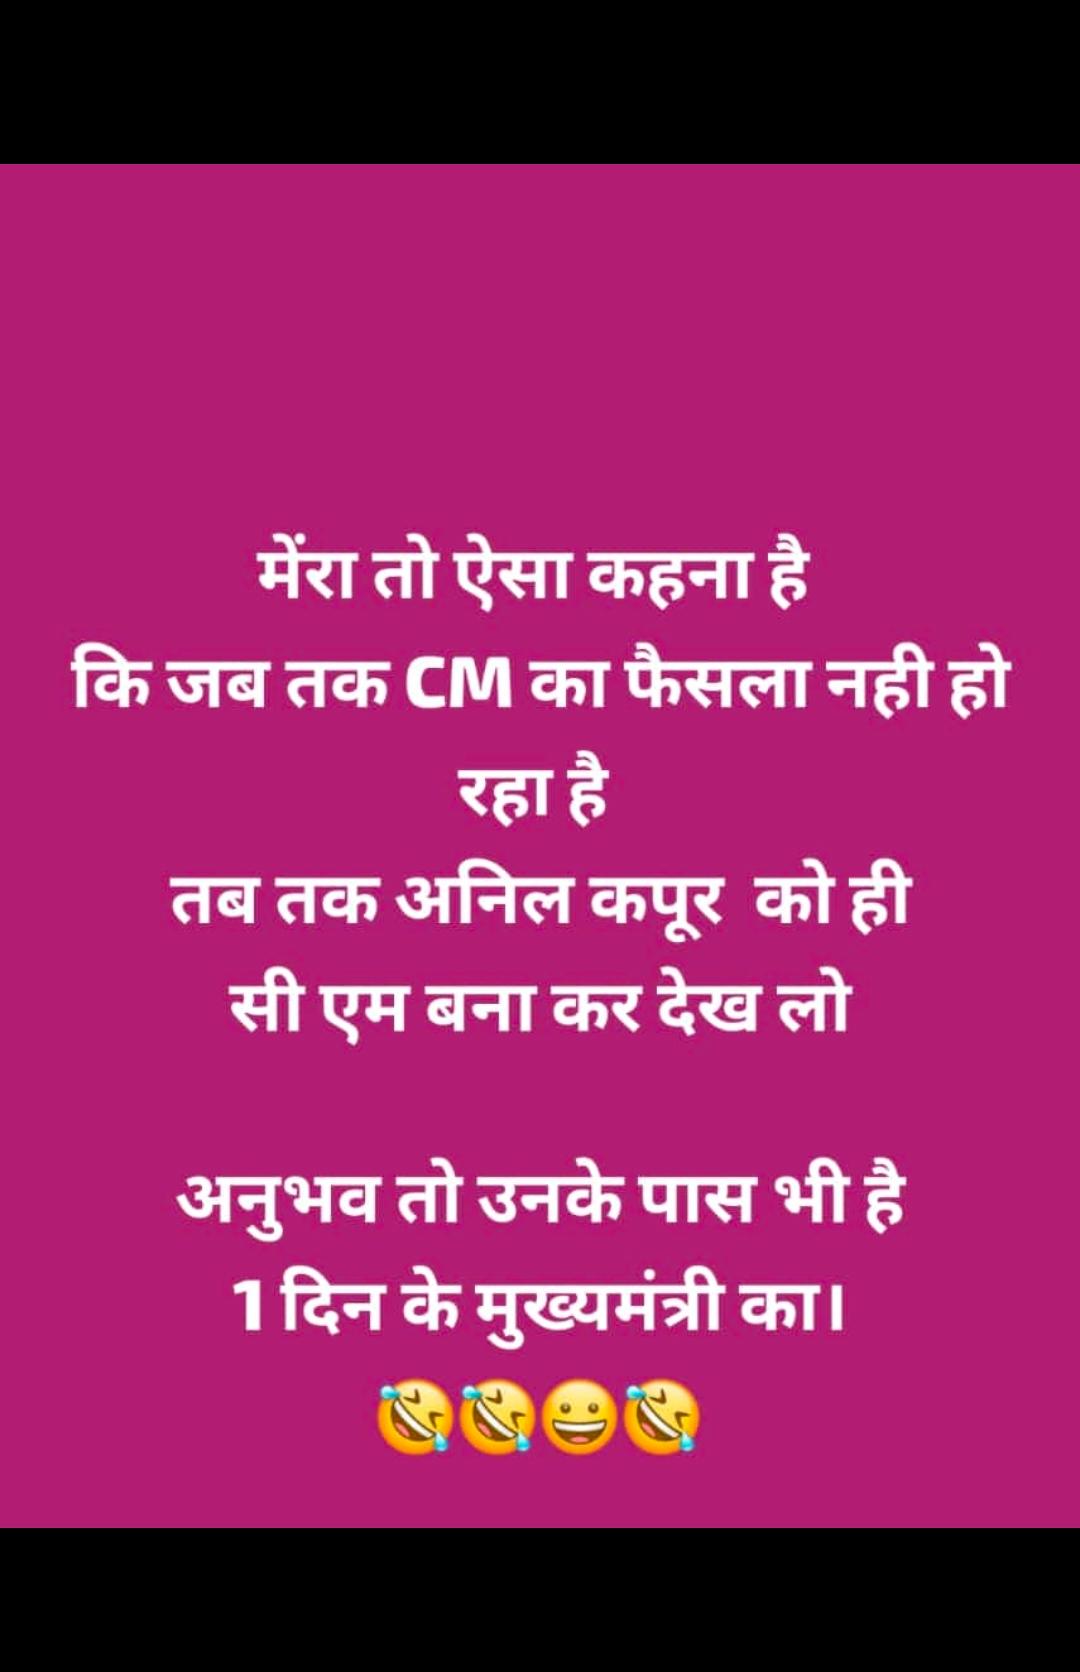 मेंरा तो ऐसा कहना है
कि जब तक CM का फैसला नही हो
रहा है
तब तक अनिल कपूर को ही
सी एम बना कर देख लो
अनुभव तो उनके पास भी है
1 दिन के मुख्यमंत्री का।
🤣🤣😀🤣